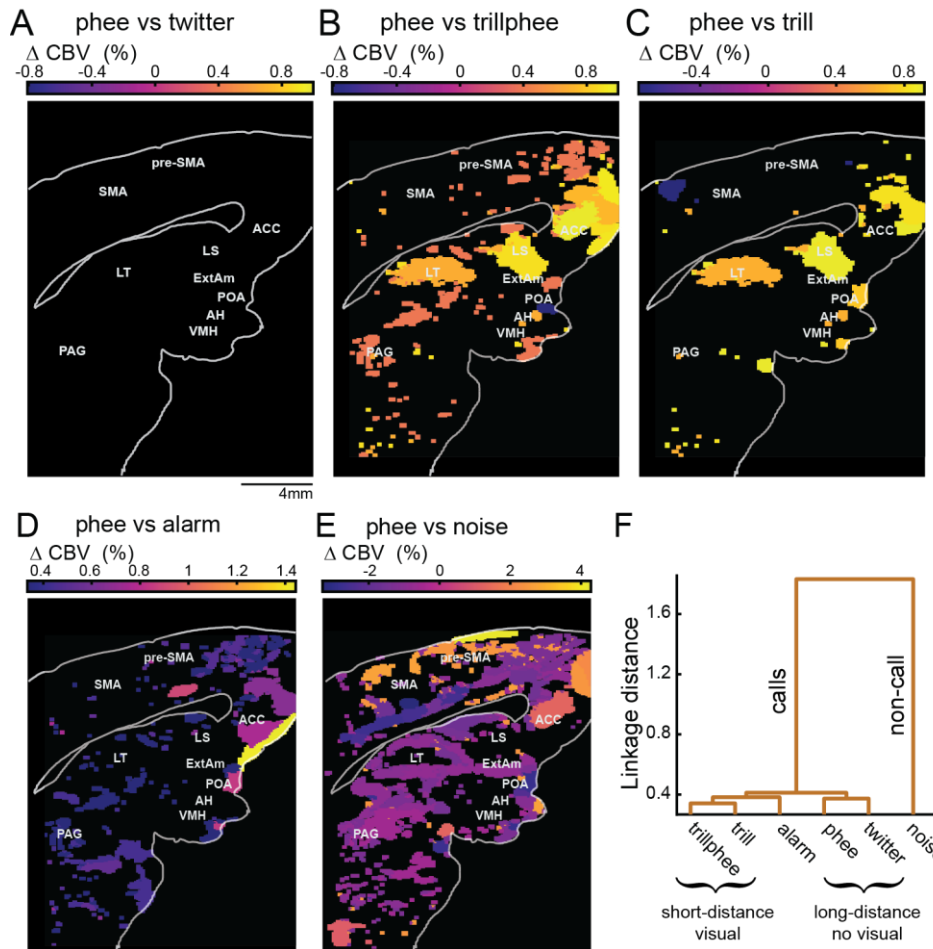 A phee vs twitter
Δ CBV (%)
-0.8 -0.4 0 0.4 0.8
pre-SMA
SMA
ACC
LS
LT
ExtAm
POA
AH
VMH
PAG
4mm
B phee vs trillphee
Δ CBV (%)
-0.4 0 0.4 0.8
pre-SMA
SMA
ACC
LS
LT
ExtAm
POA
AH
VMH
PAG
C phee vs trill
Δ CBV (%)
-0.4 0 0.4 0.8
pre-SMA
SMA
ACC
LS
LT
ExtAm
POA
AH
VMH
PAG
D phee vs alarm
Δ CBV (%)
0.4 0.6 0.8 1 1.2 1.4
pre-SMA
SMA
ACC
LS
LT
ExtAm
POA
AH
VMH
PAG
E phee vs noise
Δ CBV (%)
-2 0 2 4
pre-SMA
SMA
ACC
LS
LT
ExtAm
POA
AH
VMH
PAG
F
Linkage distance
1.6
1.2
0.8
0.4
calls
non-call
trillphee
trill
alarm
phee
twitter
noise
short-distance
visual
long-distance
no visual